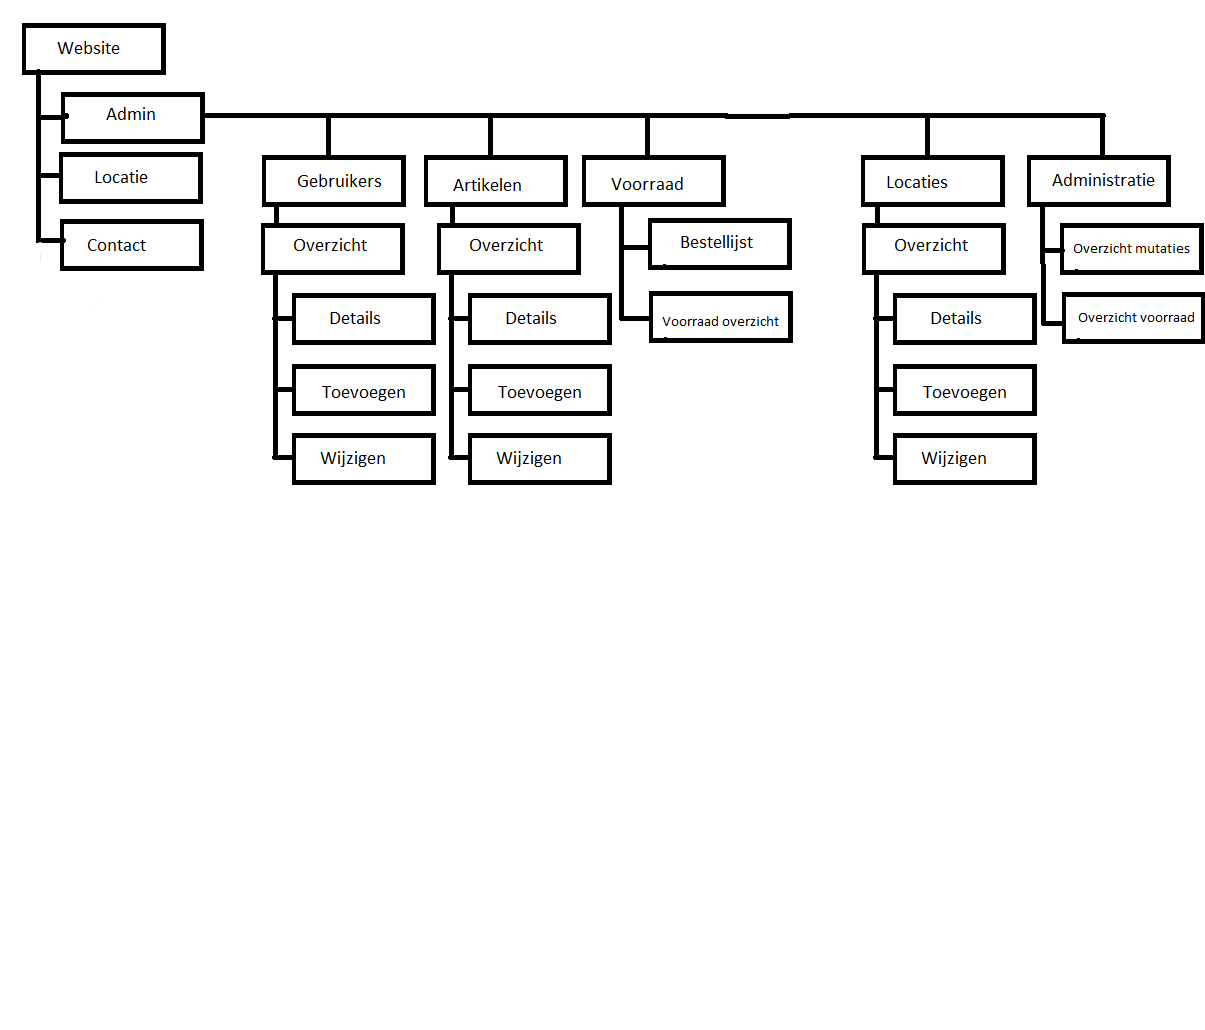 Website
Admin
Locatie
Contact
Gebruikers
Overzicht
Details
Toevoegen
Wijzigen
Artikelen
Overzicht
Details
Toevoegen
Wijzigen
Voorraad
Bestellijst
Voorraad overzicht
Locaties
Overzicht
Details
Toevoegen
Wijzigen
Administratie
Overzicht mutaties
Overzicht voorraad